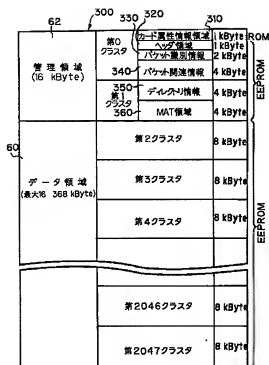 62
300
330
320
310
管理領域
(16 kByte)
第0
クラスタ
カード属性情報領域
1 kByte
ROM
ヘッダ領域
1 kByte
パケット識別情報
2 kByte
340
パケット関連情報
4 kByte
350
第1
クラスタ
ディレクトリ情報
4 kByte
360
MAT領域
4 kByte
EEPROM
60
データ領域
(最大16 368 kByte)
第2クラスタ
8 kByte
第3クラスタ
8 kByte
第4クラスタ
8 kByte
EEPROM
第2046クラスタ
8 kByte
第2047クラスタ
8 kByte